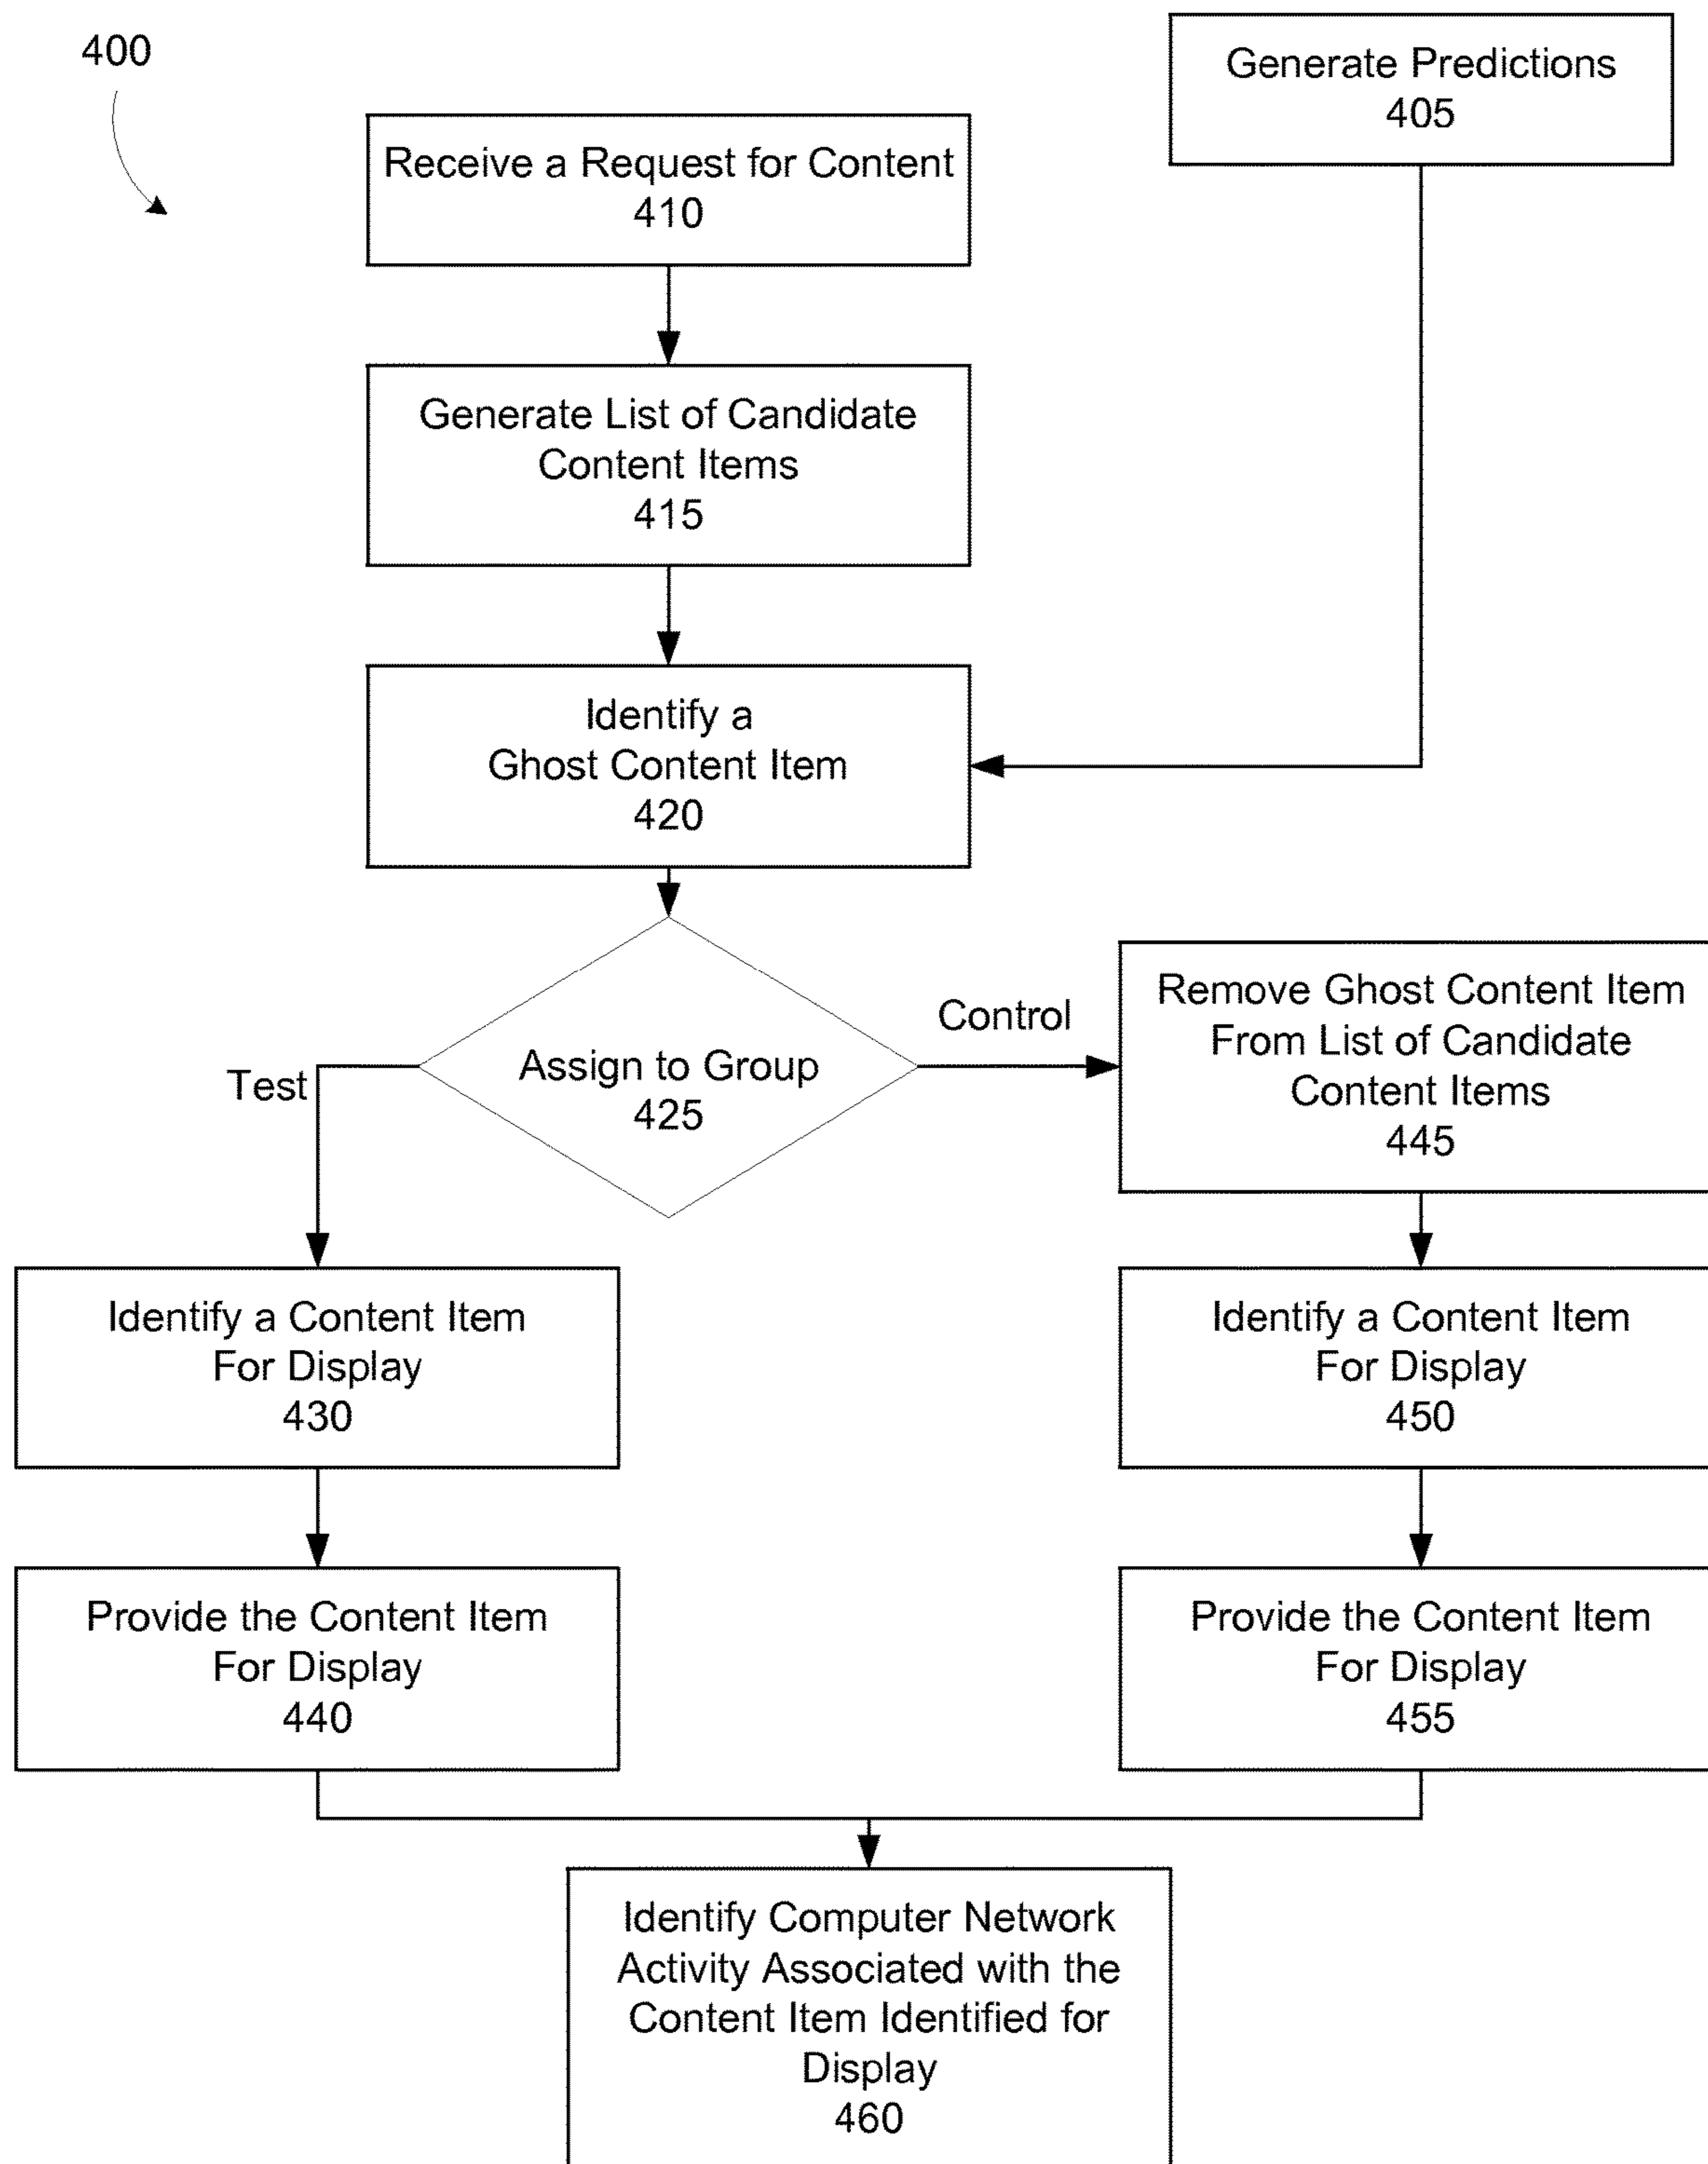 400
Generate Predictions
405
Receive a Request for Content
410
Generate List of Candidate
Content Items
415
Identify a
Ghost Content Item
420
Assign to Group
425
Test
Control
Remove Ghost Content Item
From List of Candidate
Content Items
445
Identify a Content Item
For Display
430
Identify a Content Item
For Display
450
Provide the Content Item
For Display
440
Provide the Content Item
For Display
455
Identify Computer Network
Activity Associated with the
Content Item Identified for
Display
460